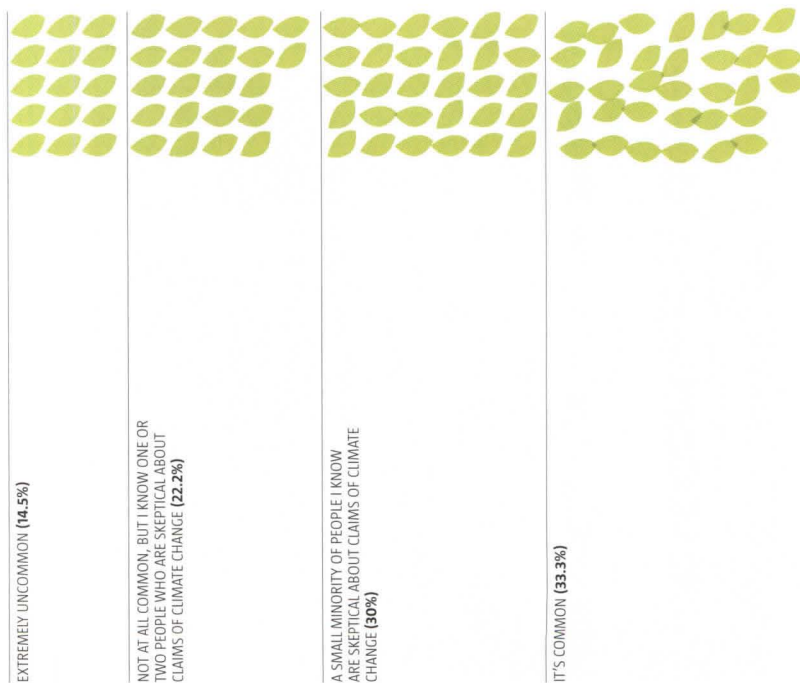 EXTREMELY UNCOMMON (14.5%)
NOT AT ALL COMMON, BUT I KNOW ONE OR
TWO PEOPLE WHO ARE SKEPTICAL ABOUT
CLAIMS OF CLIMATE CHANGE (22.2%)
A SMALL MINORITY OF PEOPLE I KNOW
ARE SKEPTICAL ABOUT CLAIMS OF CLIMATE
CHANGE (30%)
IT'S COMMON (33.3%)